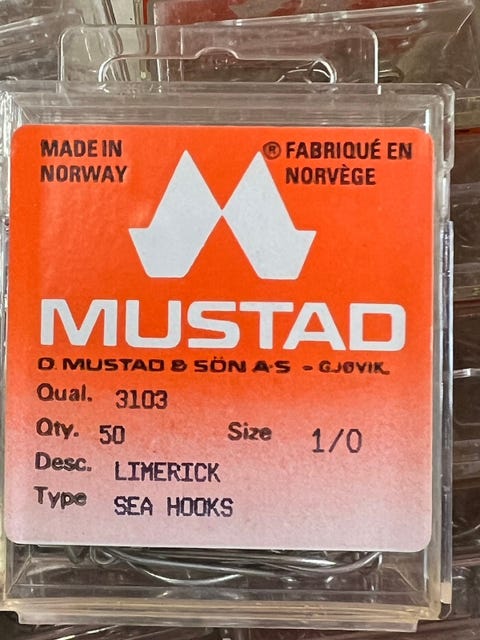 MADE IN
NORWAY
® FABRIQUÉ EN
NORVÈGE
MUSTAD
O. MUSTAD & SÖN A·S - GJØVIK.
Qual. 3103
Qty. 50 Size 1/0
Desc. LIMERICK
Type SEA HOOKS